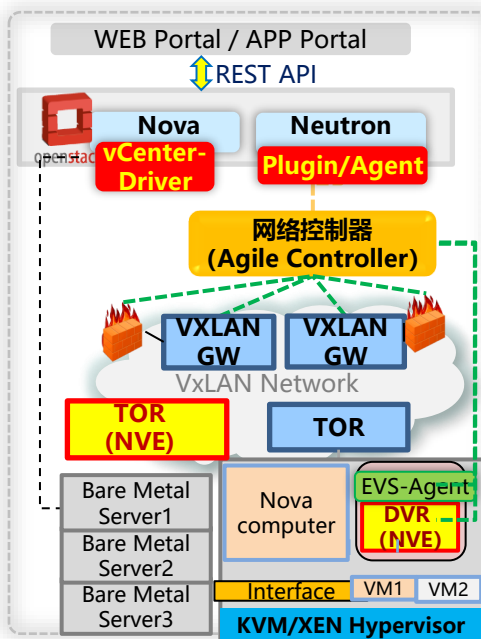 WEB Portal / APP Portal
REST API
openstac
Nova
Neutron
vCenter-
Driver
Plugin/Agent
网络控制器
(Agile Controller)
VXLAN
GW
VXLAN
GW
VxLAN Network
TOR
(NVE)
TOR
Bare Metal
Server1
Bare Metal
Server2
Bare Metal
Server3
Nova
computer
EVS-Agent
DVR
(NVE)
Interface
VM1
VM2
KVM/XEN Hypervisor